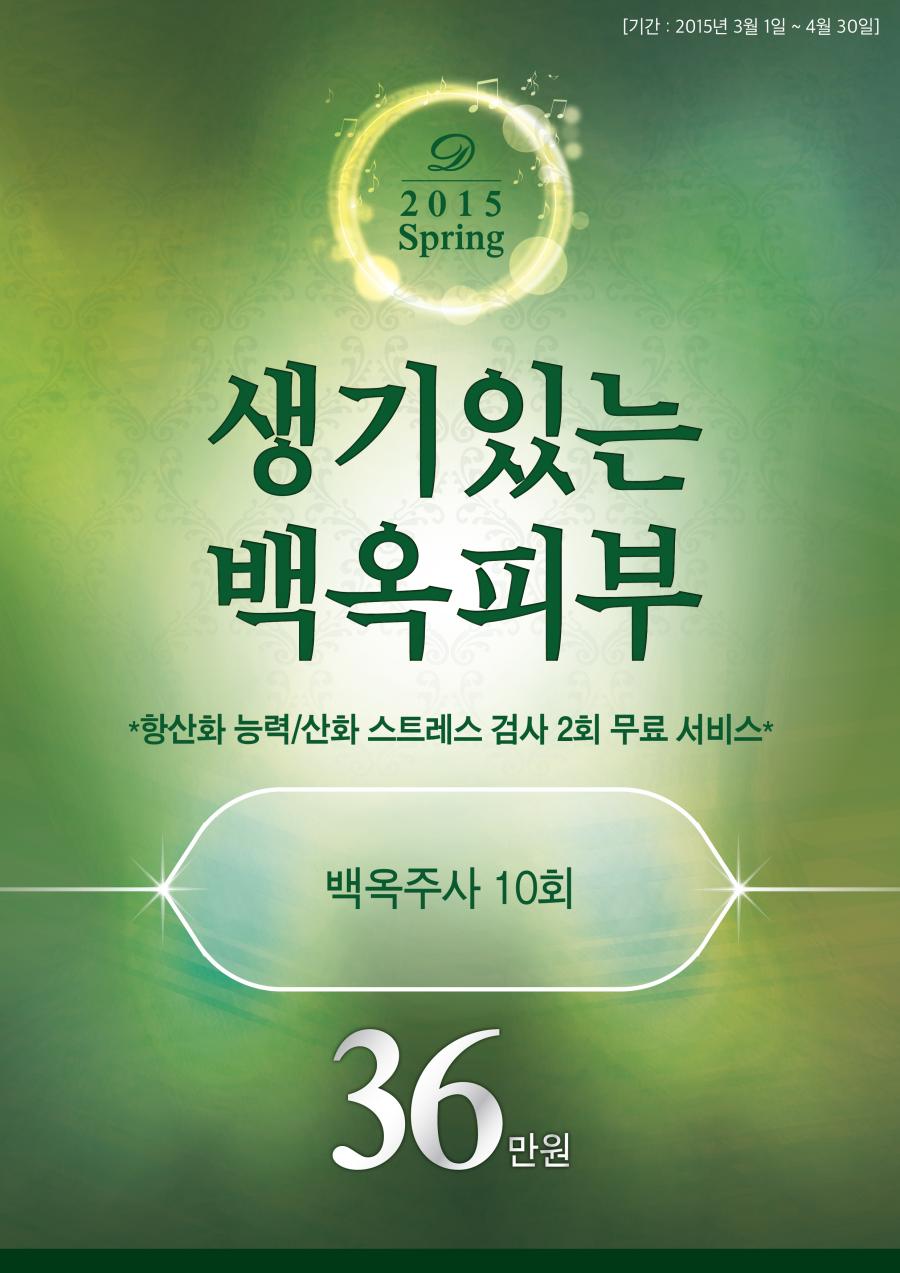 [기간 : 2015년 3월 1일 ~ 4월 30일]
D
2015
Spring
생기있는
백옥피부
*항산화 능력/산화 스트레스 검사 2회 무료 서비스*
백옥주사 10회
36만원